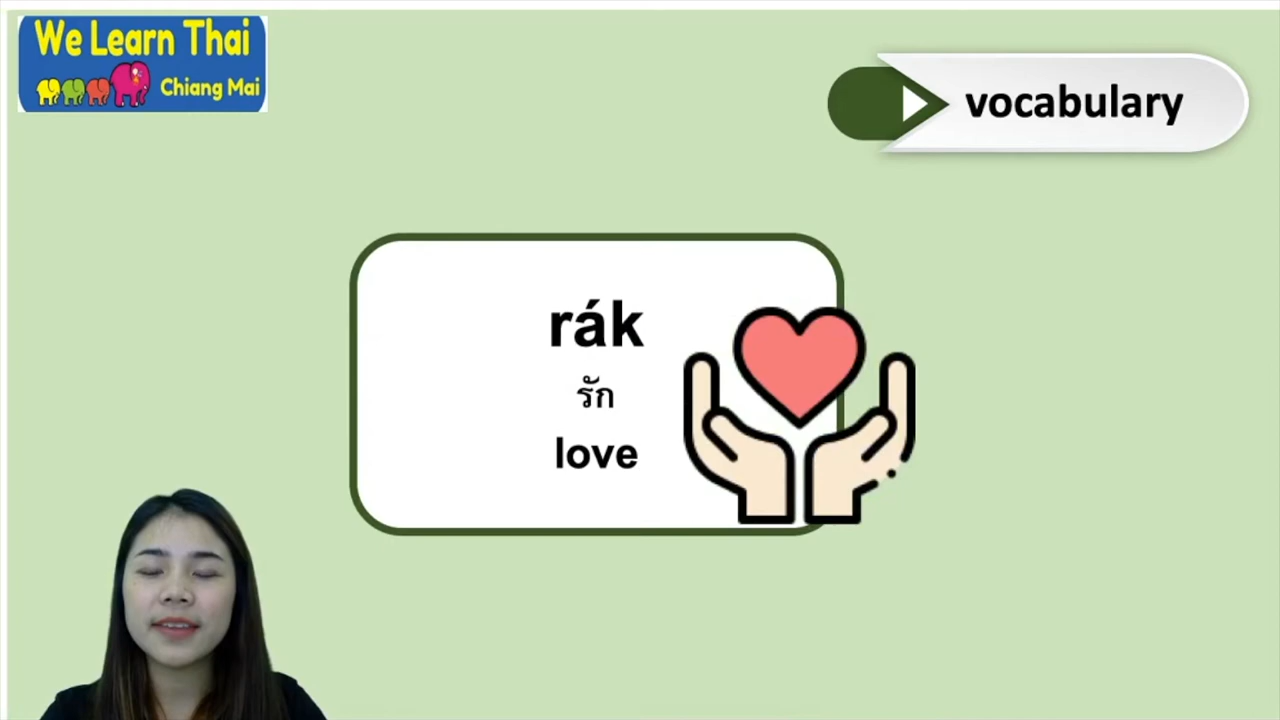 We Learn Thai
Chiang Mai
vocabulary
rák
รัก
love